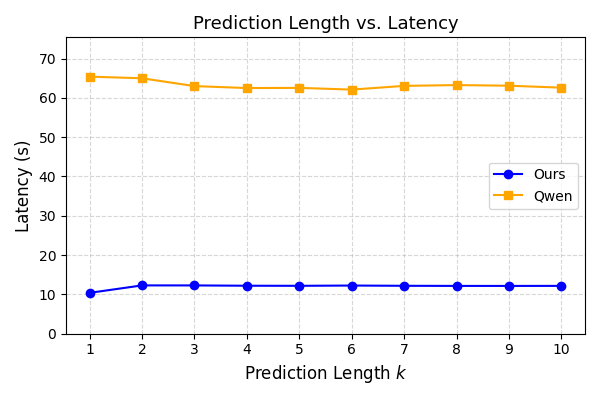 Prediction Length vs. Latency
Latency (s)
70
60
50
40
30
20
10
0
Ours
Qwen
1 2 3 4 5 6 7 8 9 10
Prediction Length k